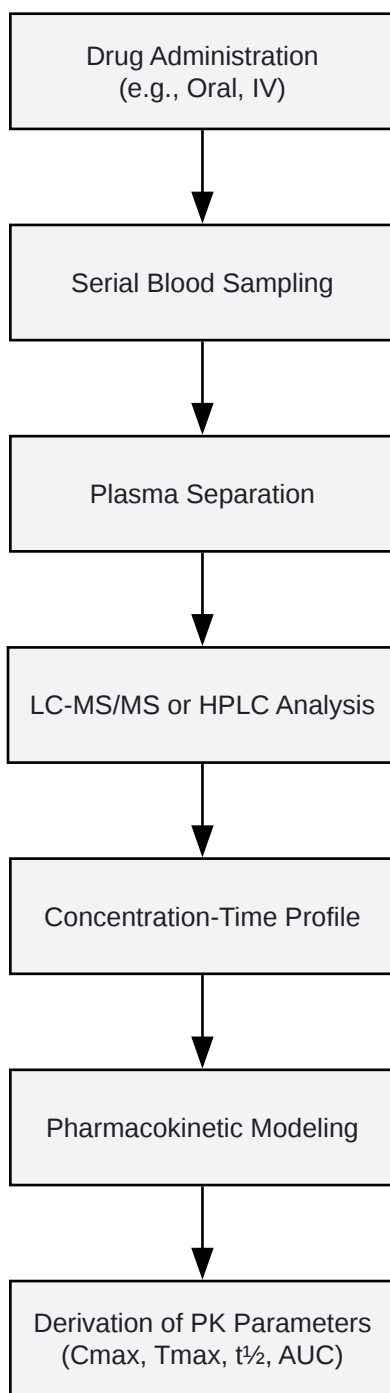 Drug Administration
(e.g., Oral, IV)
Serial Blood Sampling
Plasma Separation
LC-MS/MS or HPLC Analysis
Concentration-Time Profile
Pharmacokinetic Modeling
Derivation of PK Parameters
(Cmax, Tmax, t½, AUC)